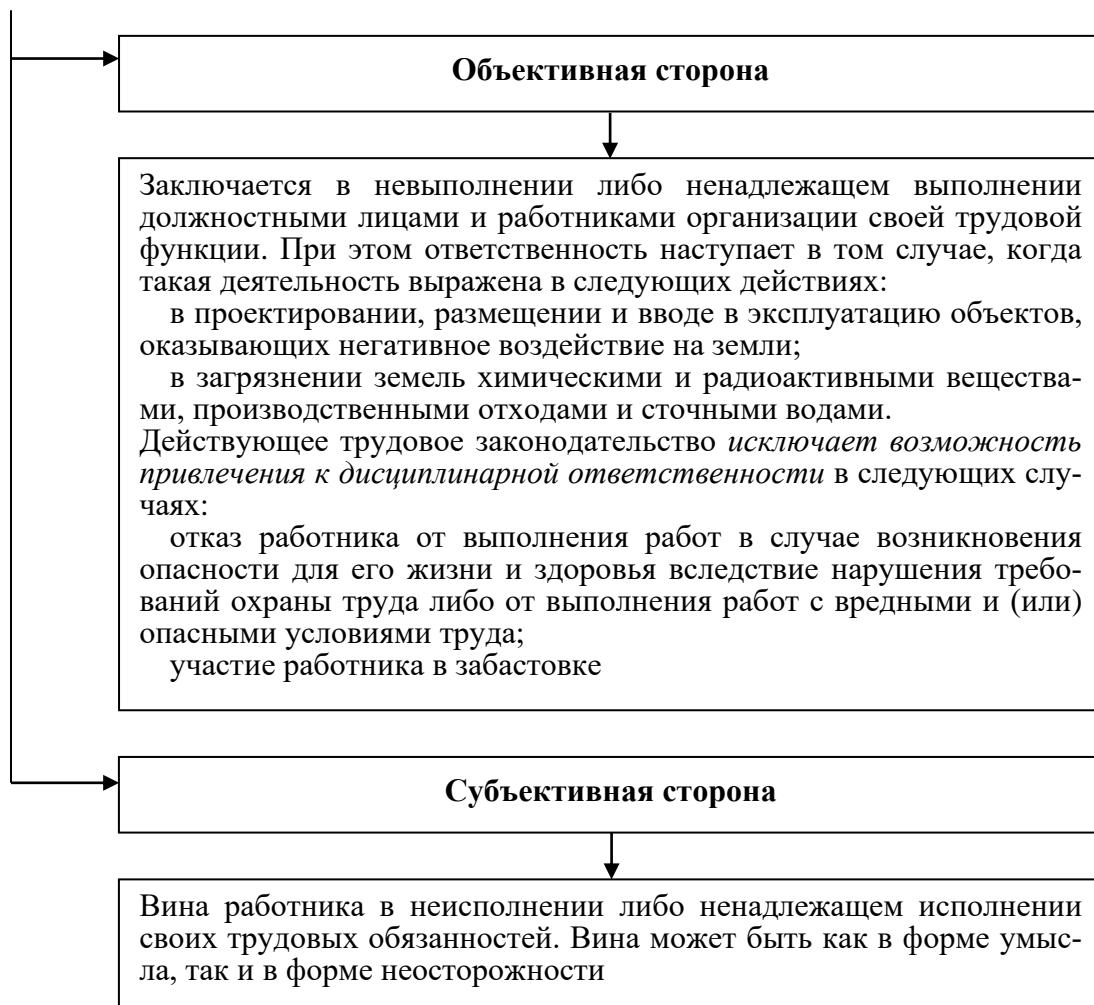 Объективная сторона
Заключается в невыполнении либо ненадлежащем выполнении
должностными лицами и работниками организации своей трудовой
функции. При этом ответственность наступает в том случае, когда
такая деятельность выражена в следующих действиях:
в проектировании, размещении и вводе в эксплуатацию объектов,
оказывающих негативное воздействие на земли;
в загрязнении земель химическими и радиоактивными вещества-
ми, производственными отходами и сточными водами.
Действующее трудовое законодательство исключает возможность
привлечения к дисциплинарной ответственности в следующих слу-
чаях:
отказ работника от выполнения работ в случае возникновения
опасности для его жизни и здоровья вследствие нарушения требо-
ваний охраны труда либо от выполнения работ с вредными и (или)
опасными условиями труда;
участие работника в забастовке
Субъективная сторона
Вина работника в неисполнении либо ненадлежащем исполнении
своих трудовых обязанностей. Вина может быть как в форме умыс-
ла, так и в форме неосторожности